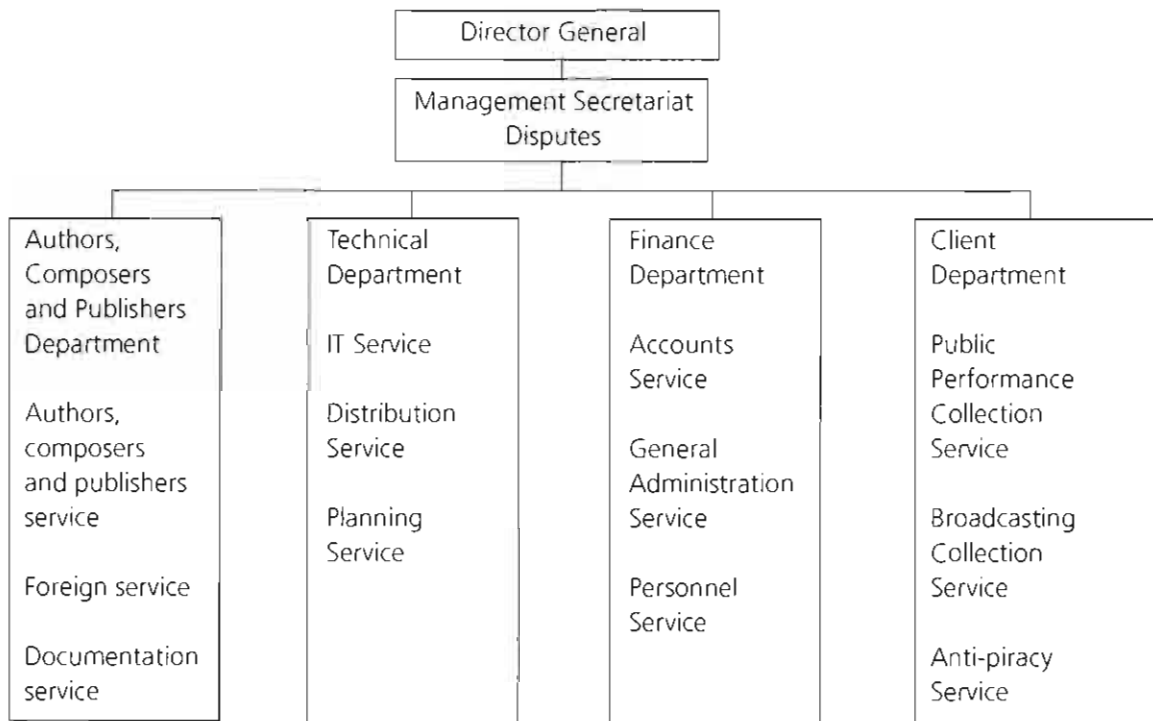 Director General
Management Secretariat
Disputes
Authors,
Composers
and Publishers
Department
Authors,
composers
and publishers
service
Foreign service
Documentation
service
Technical
Department
IT Service
Distribution
Service
Planning
Service
Finance
Department
Accounts
Service
General
Administration
Service
Personnel
Service
Client
Department
Public
Performance
Collection
Service
Broadcasting
Collection
Service
Anti-piracy
Service